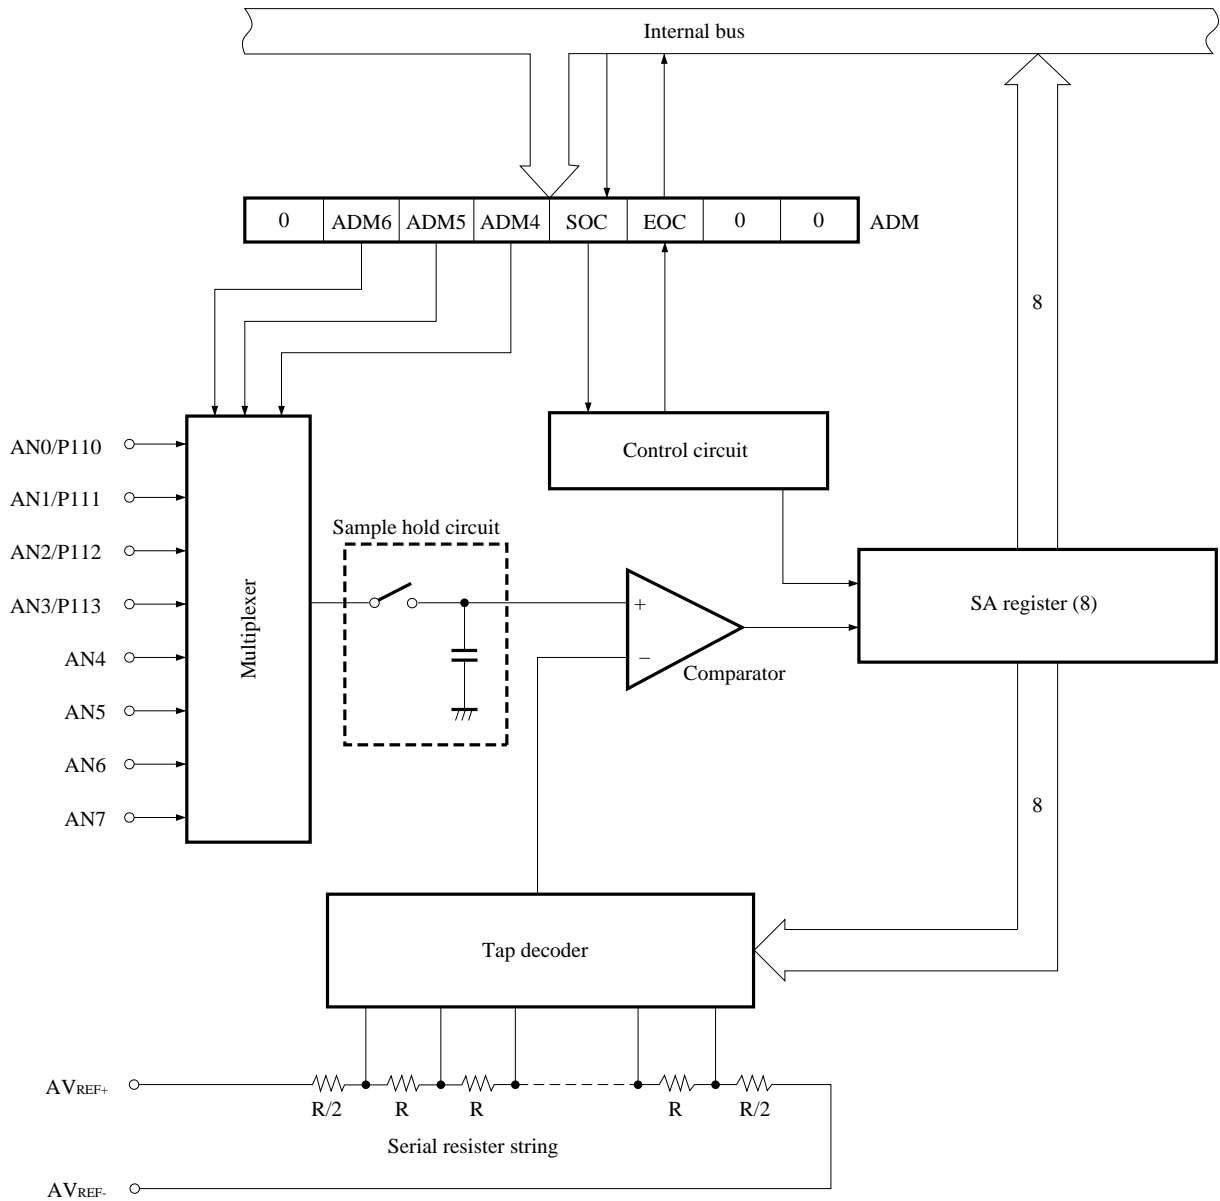 Internal bus
0 ADM6 ADM5 ADM4 SOC EOC 0 0 ADM
8
Control circuit
AN0/P110
AN1/P111
AN2/P112
AN3/P113
AN4
AN5
AN6
AN7
Multiplexer
Sample hold circuit
+
−
Comparator
SA register (8)
8
Tap decoder
AVREF+
R/2 R R R R/2
Serial resister string
AVREF-